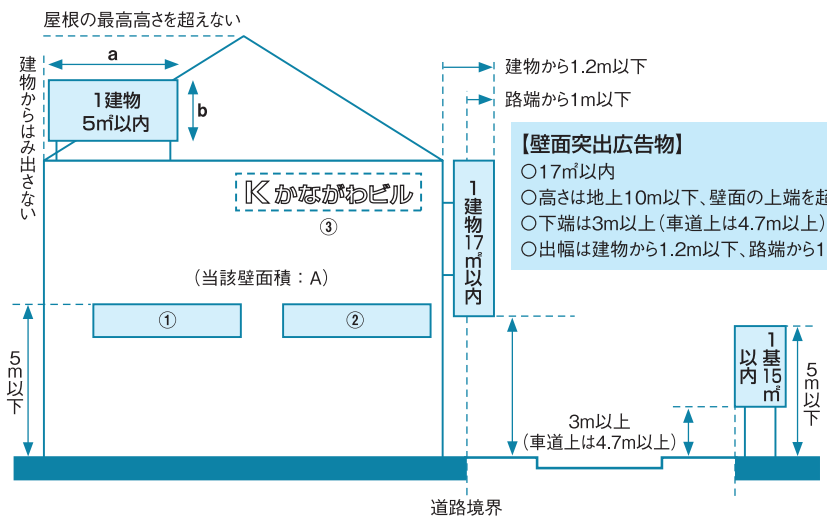 屋根の最高高さを超えない
a
建物からはみ出さない
1建物
5㎡以内
b
建物から1.2m以下
路端から1m以下
【壁面突出広告物】
○17㎡以内
○高さは地上10m以下、壁面の上端を超
○下端は3m以上(車道上は4.7m以上)
○出幅は建物から1.2m以下、路端から1
K かながわビル
③
1建物17㎡以内
(当該壁面積：A)
①
②
5m以下
1基15㎡以内
5m以下
3m以上
(車道上は4.7m以上)
道路境界